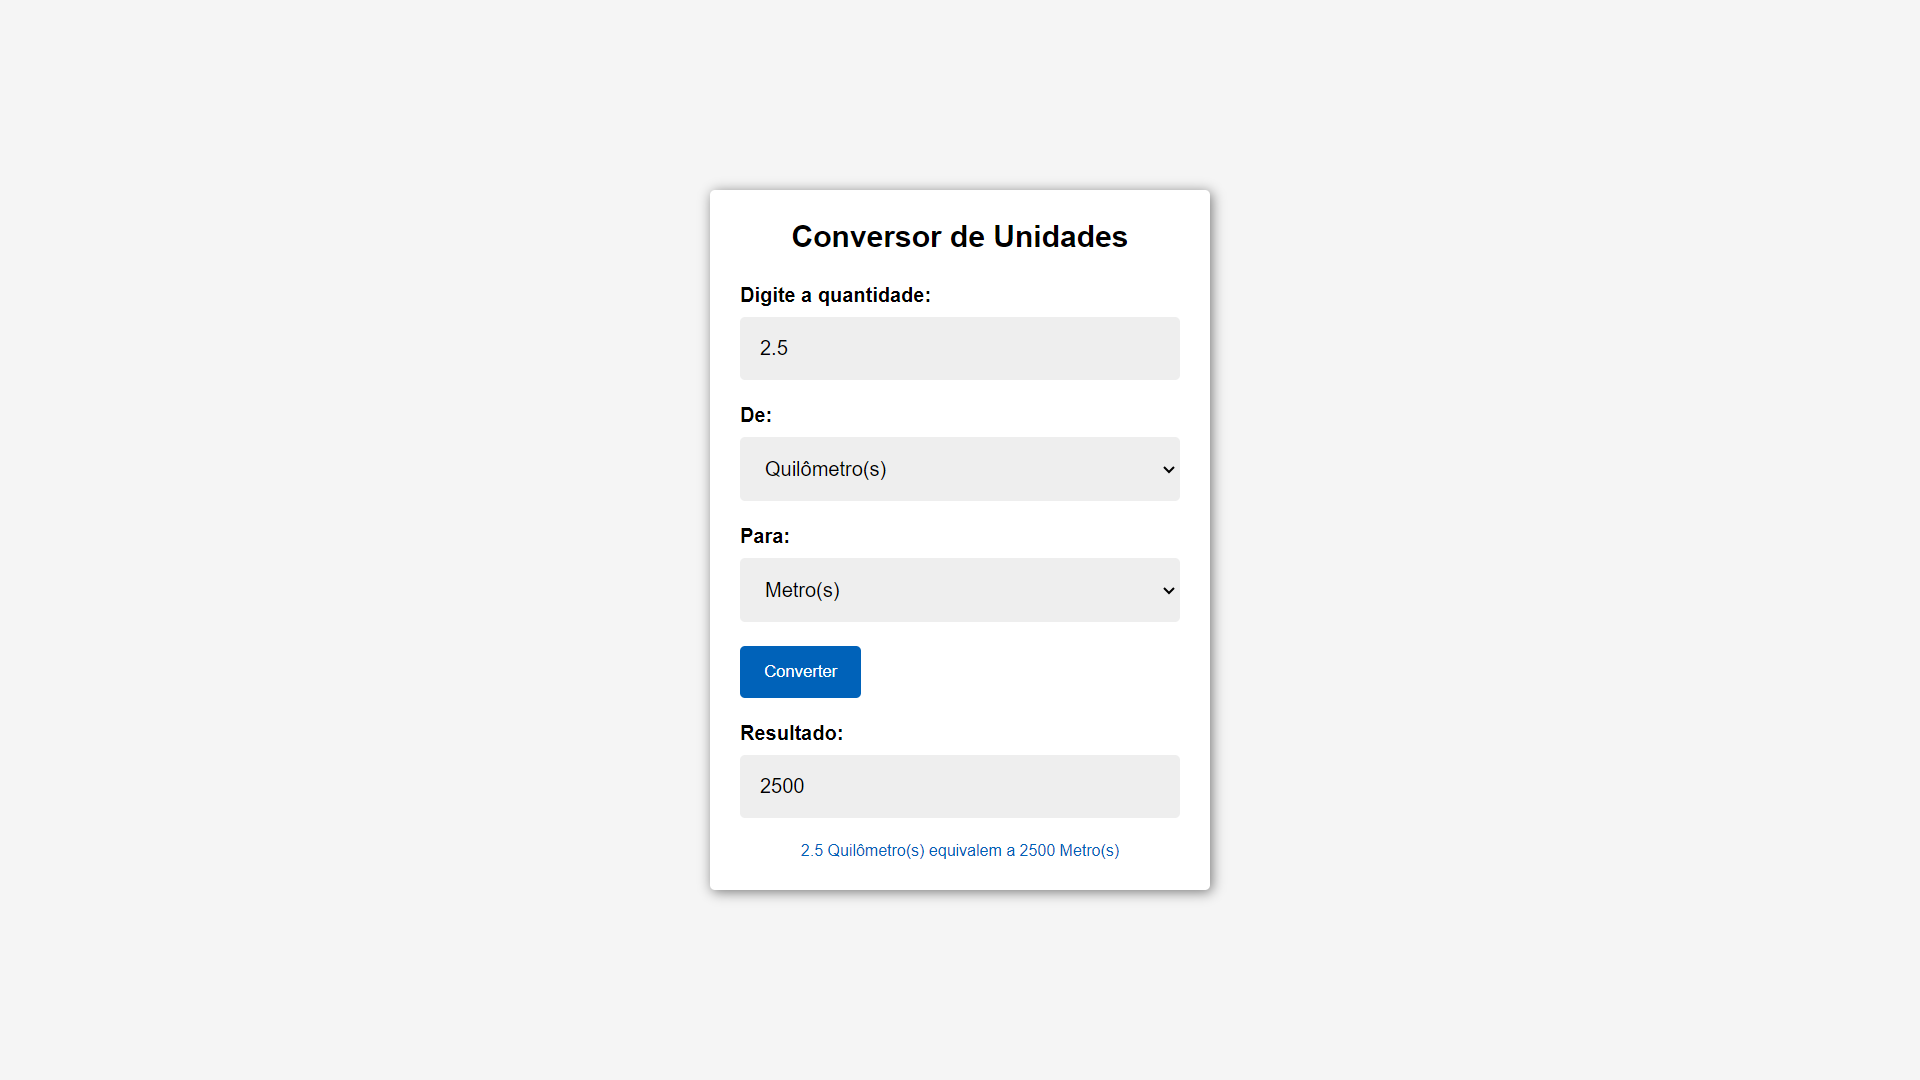 Conversor de Unidades
Digite a quantidade:
2.5
De:
Quilômetro(s)
Para:
Metro(s)
Converter
Resultado:
2500
2.5 Quilômetro(s) equivalem a 2500 Metro(s)